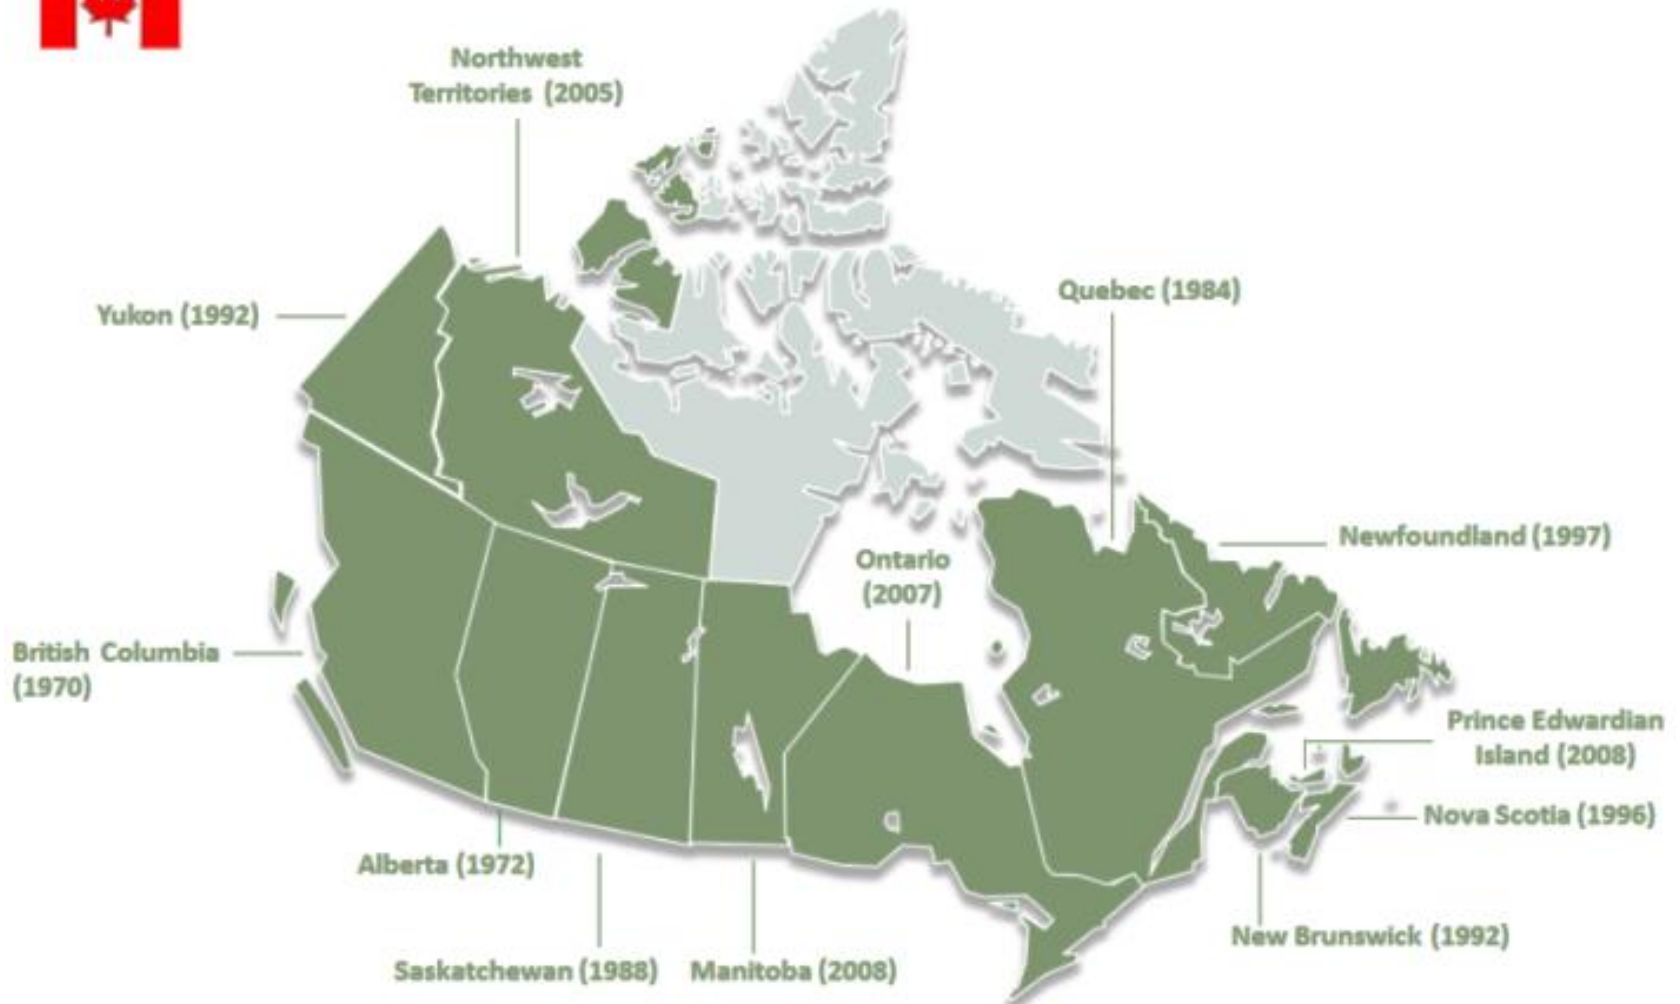 Northwest
Territories (2005)
Yukon (1992)
Quebec (1984)
Newfoundland (1997)
Ontario
(2007)
British Columbia
(1970)
Prince Edwardian
Island (2008)
Nova Scotia (1996)
Alberta (1972)
New Brunswick (1992)
Saskatchewan (1988)
Manitoba (2008)